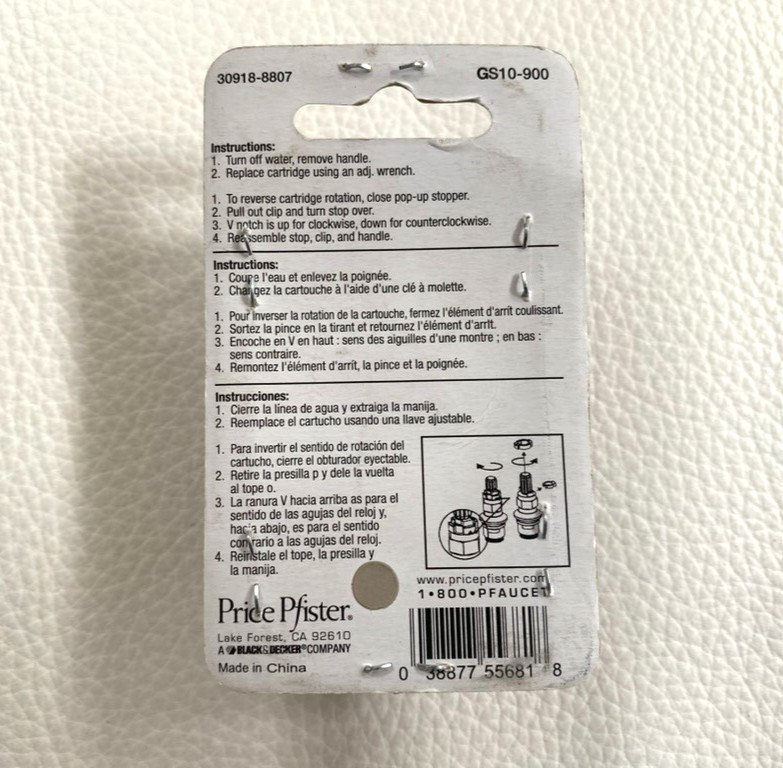 30918-8807
GS10-900
Instructions:
1. Turn off water, remove handle.
2. Replace cartridge using an adj. wrench.
1. To reverse cartridge rotation, close pop-up stopper.
2. Pull out clip and turn stop over.
3. V notch is up for clockwise, down for counterclockwise.
4. Reassemble stop, clip, and handle.
Instructions:
1. Coupe l'eau et enlevez la poignée.
2. Changez la cartouche à l'aide d'une clé à molette.
1. Pour inverser la rotation de la cartouche, fermez l'élément d'arrit coulissant.
2. Sortez la pince en la tirant et retournez l'élément d'arrit.
3. Encoche en V en haut : sens des aiguilles d'une montre ; en bas :
sens contraire.
4. Remontez l'élément d'arrit, la pince et la poignée.
Instrucciones:
1. Cierre la línea de agua y extraiga la manija.
2. Reemplace el cartucho usando una llave ajustable.
1. Para invertir el sentido de rotación del
cartucho, cierre el obturador eyectable.
2. Retire la presilla p y dele la vuelta
al tope o.
3. La ranura V hacia arriba as para el
sentido de las agujas del reloj y,
hacia abajo, es para el sentido
contrario a las agujas del reloj.
4. Reinstale el tope, la presilla y
la manija.
www.pricepfister.com
1•800•PFAUCET
Price Pfister®
Lake Forest, CA 92610
A BLACK&DECKER® COMPANY
Made in China
0 38877 55681 8